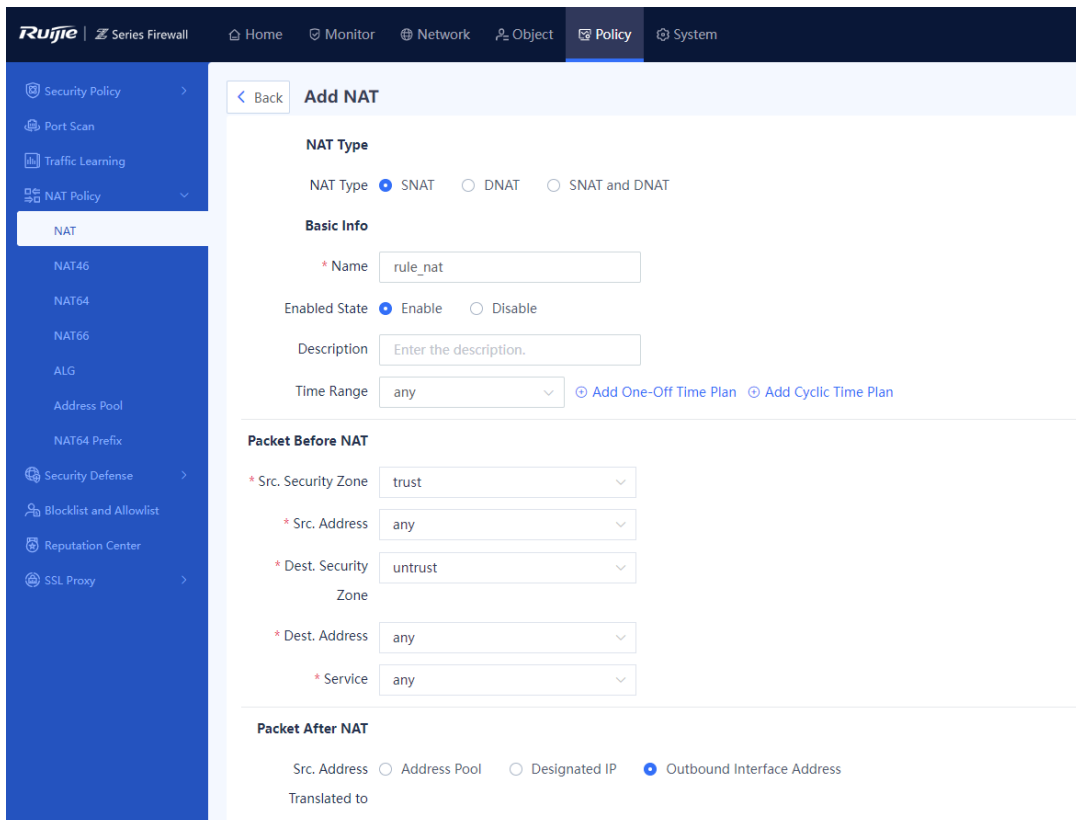 Ruijie | Z Series Firewall Home Monitor Network Object Policy System
Security Policy
Port Scan
Traffic Learning
NAT Policy
NAT
NAT46
NAT64
NAT66
ALG
Address Pool
NAT64 Prefix
Security Defense
Blocklist and Allowlist
Reputation Center
SSL Proxy
Back Add NAT
NAT Type
NAT Type SNAT DNAT SNAT and DNAT
Basic Info
* Name rule_nat
Enabled State Enable Disable
Description Enter the description.
Time Range any Add One-Off Time Plan Add Cyclic Time Plan
Packet Before NAT
* Src. Security Zone trust
* Src. Address any
* Dest. Security untrust
Zone
* Dest. Address any
* Service any
Packet After NAT
Src. Address Address Pool Designated IP Outbound Interface Address
Translated to